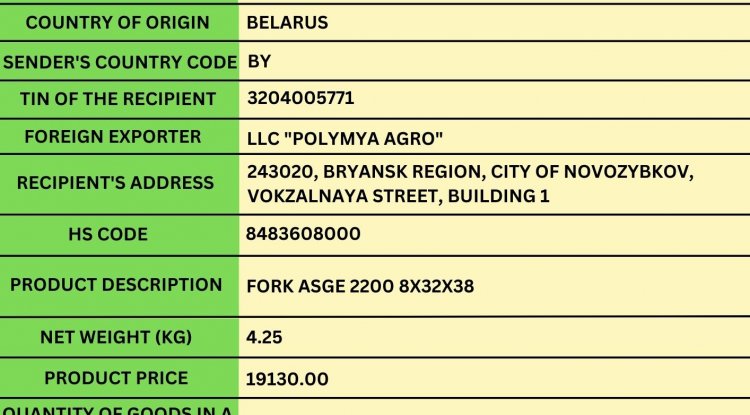 COUNTRY OF ORIGIN BELARUS
SENDER'S COUNTRY CODE BY
TIN OF THE RECIPIENT 3204005771
FOREIGN EXPORTER LLC "POLYMYA AGRO"
RECIPIENT'S ADDRESS 243020, BRYANSK REGION, CITY OF NOVOZYBKOV,
VOKZALNAYA STREET, BUILDING 1
HS CODE 8483608000
PRODUCT DESCRIPTION FORK ASGE 2200 8X32X38
NET WEIGHT (KG) 4.25
PRODUCT PRICE 19130.00
QUANTITY OF GOODS IN A